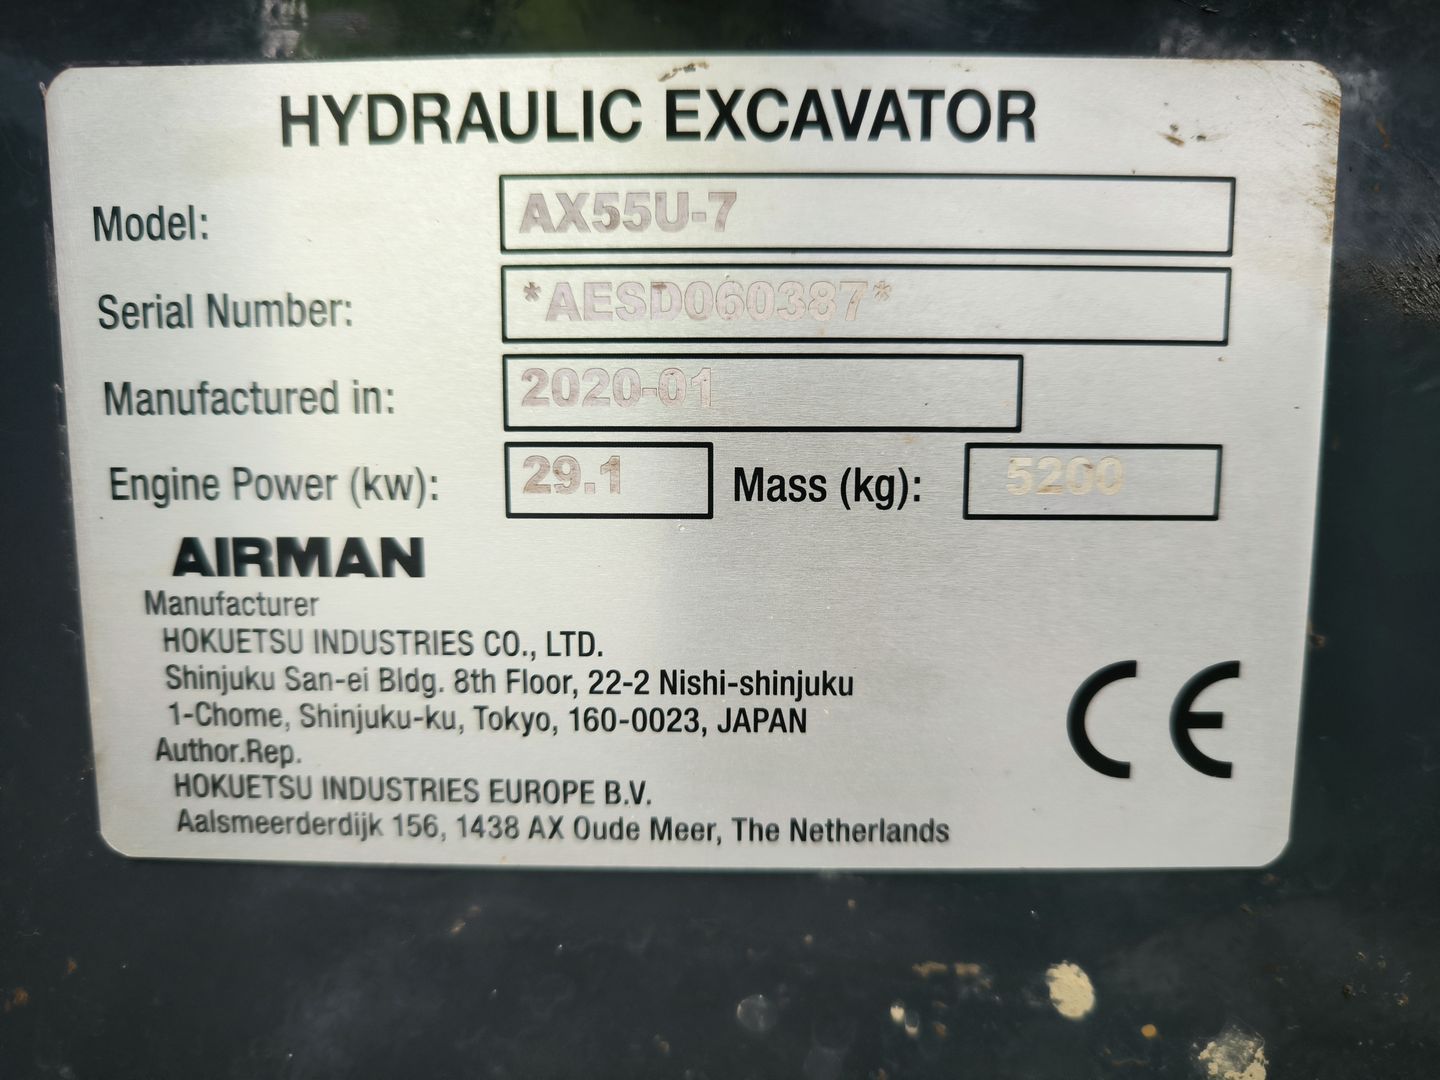 HYDRAULIC EXCAVATOR
Model: AX55U-7
Serial Number: *AESD060387*
Manufactured in: 2020-01
Engine Power (kw): 29.1 Mass (kg): 5200
AIRMAN
Manufacturer
HOKUETSU INDUSTRIES CO., LTD.
Shinjuku San-ei Bldg. 8th Floor, 22-2 Nishi-shinjuku
1-Chome, Shinjuku-ku, Tokyo, 160-0023, JAPAN
Author.Rep.
HOKUETSU INDUSTRIES EUROPE B.V.
Aalsmeerderdijk 156, 1438 AX Oude Meer, The Netherlands
CE